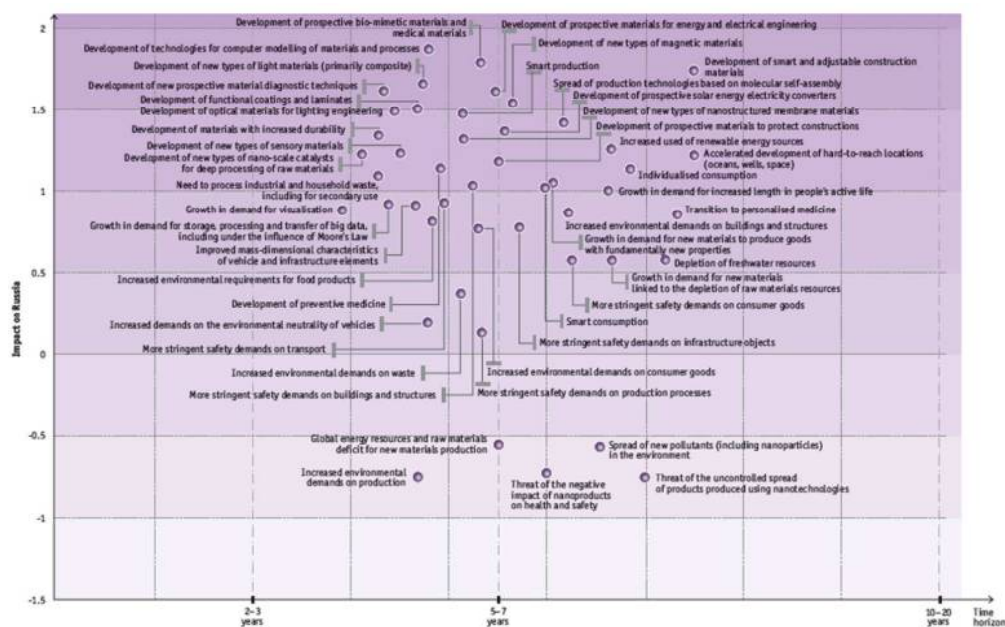 2
1.5
1
0.5
0
-0.5
-1
-1.5
Impact on Russia
Development of prospective bio-mimetic materials and
medical materials
Development of prospective materials for energy and electrical engineering
Development of technologies for computer modelling of materials and processes
Development of new types of magnetic materials
Development of new types of light materials (primarily composite)
Smart production
Development of smart and adjustable construction
materials
Development of new prospective material diagnostic techniques
Spread of production technologies based on molecular self-assembly
Development of prospective solar energy electricity converters
Development of functional coatings and laminates
Development of optical materials for lighting engineering
Development of new types of nanostructured membrane materials
Development of materials with increased durability
Development of prospective materials to protect constructions
Development of new types of sensory materials
Increased used of renewable energy sources
Development of new types of nano-scale catalysts
for deep processing of raw materials
Accelerated development of hard-to-reach locations
(oceans, wells, space)
Individualised consumption
Need to process industrial and household waste,
including for secondary use
Growth in demand for increased length in people's active life
Growth in demand for visualisation
Transition to personalised medicine
Growth in demand for storage, processing and transfer of big data,
including under the influence of Moore's Law
Increased environmental demands on buildings and structures
Growth in demand for new materials to produce goods
with fundamentally new properties
Improved mass-dimensional characteristics
of vehicle and infrastructure elements
Depletion of freshwater resources
Increased environmental requirements for food products
Growth in demand for new materials
linked to the depletion of raw materials resources
Development of preventive medicine
More stringent safety demands on consumer goods
Increased demands on the environmental neutrality of vehicles
Smart consumption
More stringent safety demands on transport
More stringent safety demands on infrastructure objects
Increased environmental demands on waste
Increased environmental demands on consumer goods
More stringent safety demands on buildings and structures
More stringent safety demands on production processes
Global energy resources and raw materials
deficit for new materials production
Spread of new pollutants (including nanoparticles)
in the environment
Increased environmental
demands on production
Threat of the negative
impact of nanoproducts
on health and safety
Threat of the uncontrolled spread
of products produced using nanotechnologies
2–3
years
5–7
years
10–20
years
Time
horizon